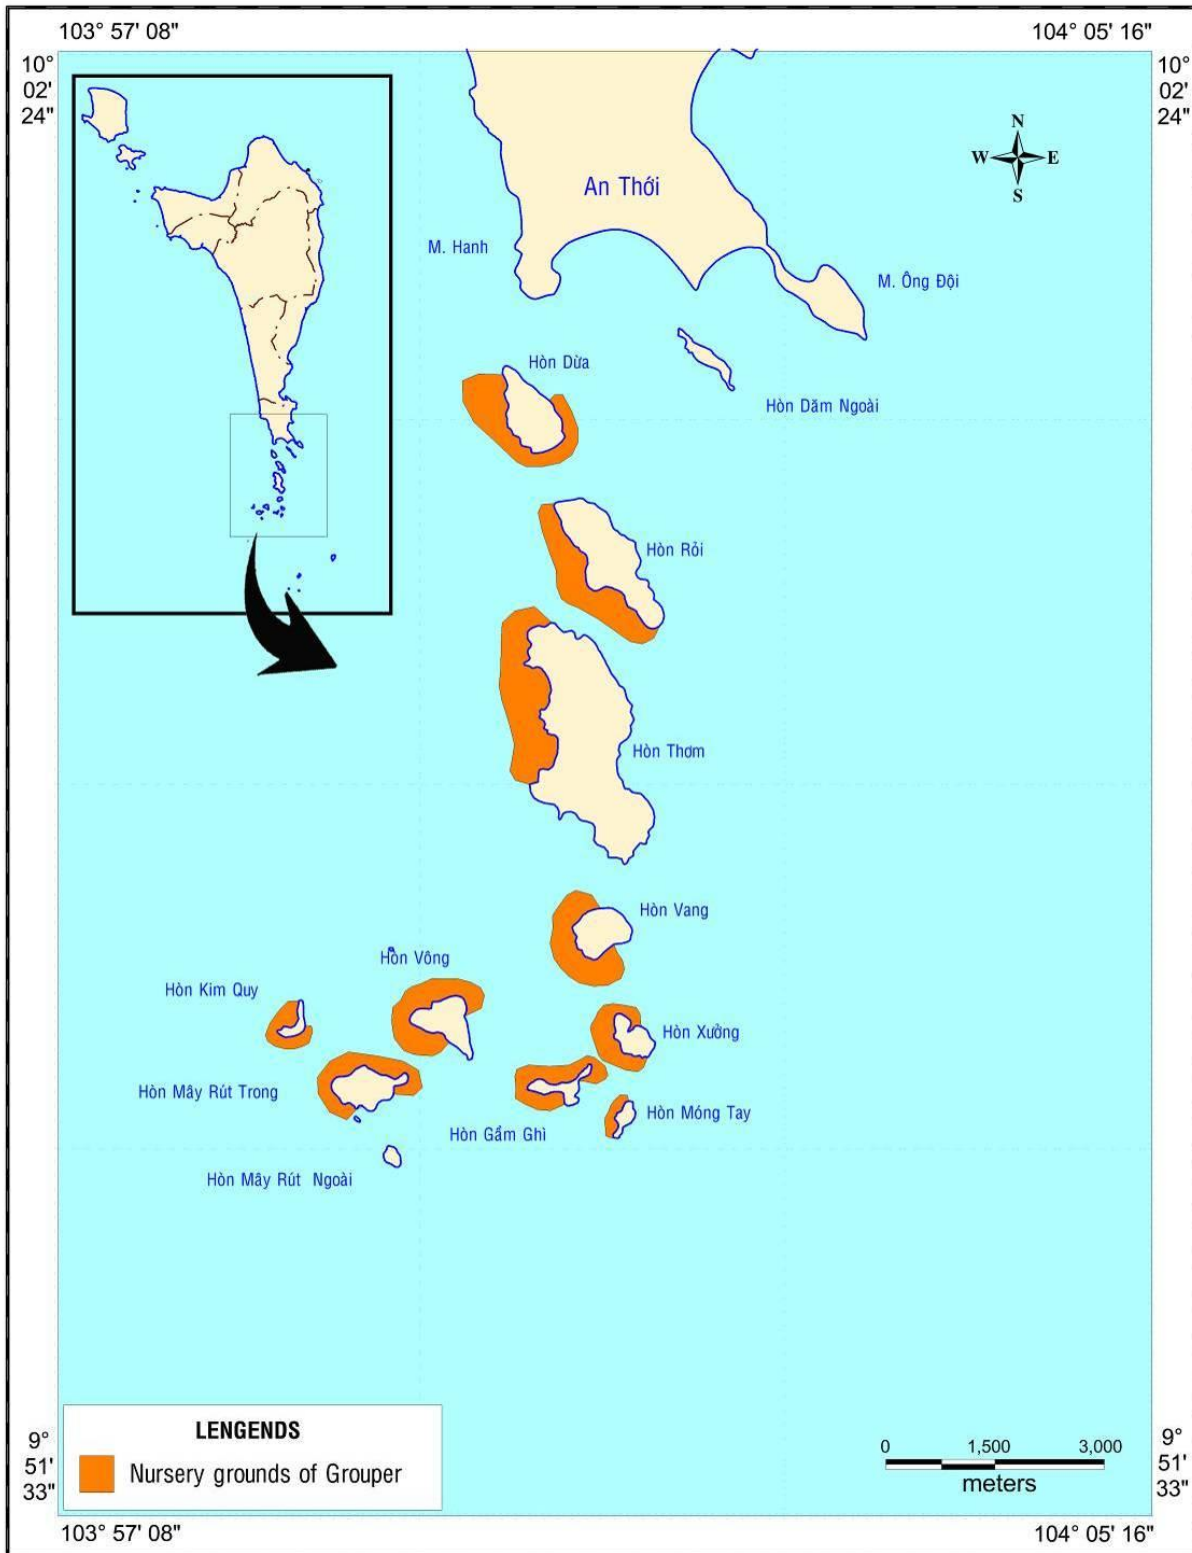 103° 57' 08"
104° 05' 16"
10°
02'
24"
10°
02'
24"
N
W E
S
An Thới
M. Hanh
M. Ông Đội
Hòn Dừa
Hòn Dăm Ngoài
Hòn Rỏi
Hòn Thơm
Hòn Vang
Hòn Vông
Hòn Kim Quy
Hòn Xưởng
Hòn Mây Rút Trong
Hòn Móng Tay
Hòn Gầm Ghì
Hòn Mây Rút Ngoài
LENGENDS
Nursery grounds of Grouper
0 1,500 3,000
meters
9°
51'
33"
9°
51'
33"
103° 57' 08"
104° 05' 16"